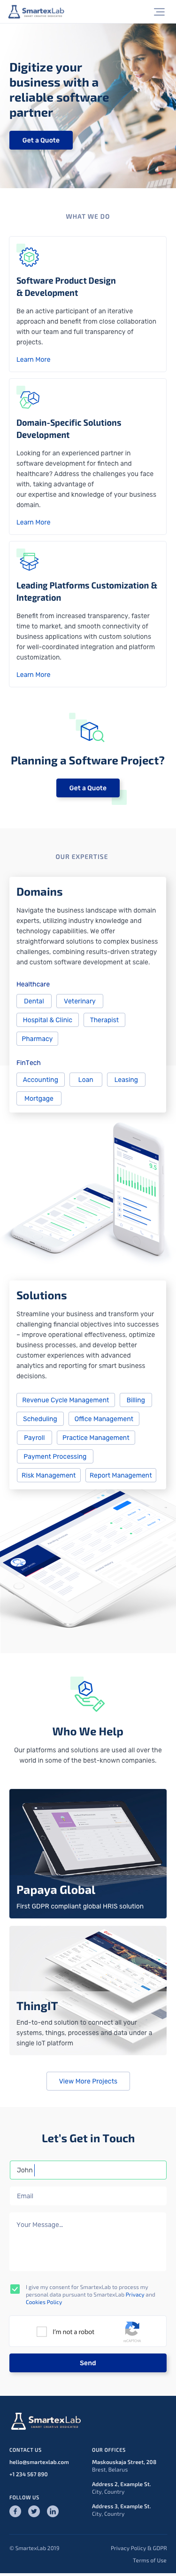 SmartexLab
Digitize your
business with a
reliable software
partner
Get a Quote
WHAT WE DO
Software Product Design
& Development
Be an active participant of an iterative
approach and benefit from close collaboration
with our team and full transparency of
projects.
Learn More
Domain-Specific Solutions
Development
Looking for an experienced partner in
software development for fintech and
healthcare? Address the challenges you face
with, taking advantage of
our expertise and knowledge of your business
domain.
Learn More
Leading Platforms Customization &
Integration
Benefit from increased transparency, faster
time to market, and smooth connectivity of
business applications with custom solutions
for well-coordinated integration and platform
customization.
Learn More
Planning a Software Project?
Get a Quote
OUR EXPERTISE
Domains
Navigate the business landscape with domain
experts, utilizing industry knowledge and
technology capabilities. We offer
straightforward solutions to complex business
challenges, combining results-driven strategy
and custom software development at scale.
Healthcare
Dental
Veterinary
Hospital & Clinic
Therapist
Pharmacy
FinTech
Accounting
Loan
Leasing
Mortgage
Solutions
Streamline your business and transform your
challenging financial objectives into successes
– improve operational effectiveness, optimize
business processes, and develop better
customer experiences with advanced
analytics and reporting for smart business
decisions.
Revenue Cycle Management
Billing
Scheduling
Office Management
Payroll
Practice Management
Payment Processing
Risk Management
Report Management
Who We Help
Our platforms and solutions are used all over the
world in some of the best-known companies.
Papaya Global
First GDPR compliant global HRIS solution
ThingIT
End-to-end solution to connect all your
systems, things, processes and data under a
single IoT platform
View More Projects
Let's Get in Touch
John
Email
Your Message...
I give my consent for SmartexLab to process my
personal data pursuant to SmartexLab Privacy and
Cookies Policy
I'm not a robot
Send
SmartexLab
CONTACT US
hello@smartexlab.com
+1 234 567 890
FOLLOW US
OUR OFFICES
Maskouskaja Street, 208
Brest, Belarus
Address 2, Example St.
City, Country
Address 3, Example St.
City, Country
© SmartexLab 2019
Privacy Policy & GDPR
Terms of Use